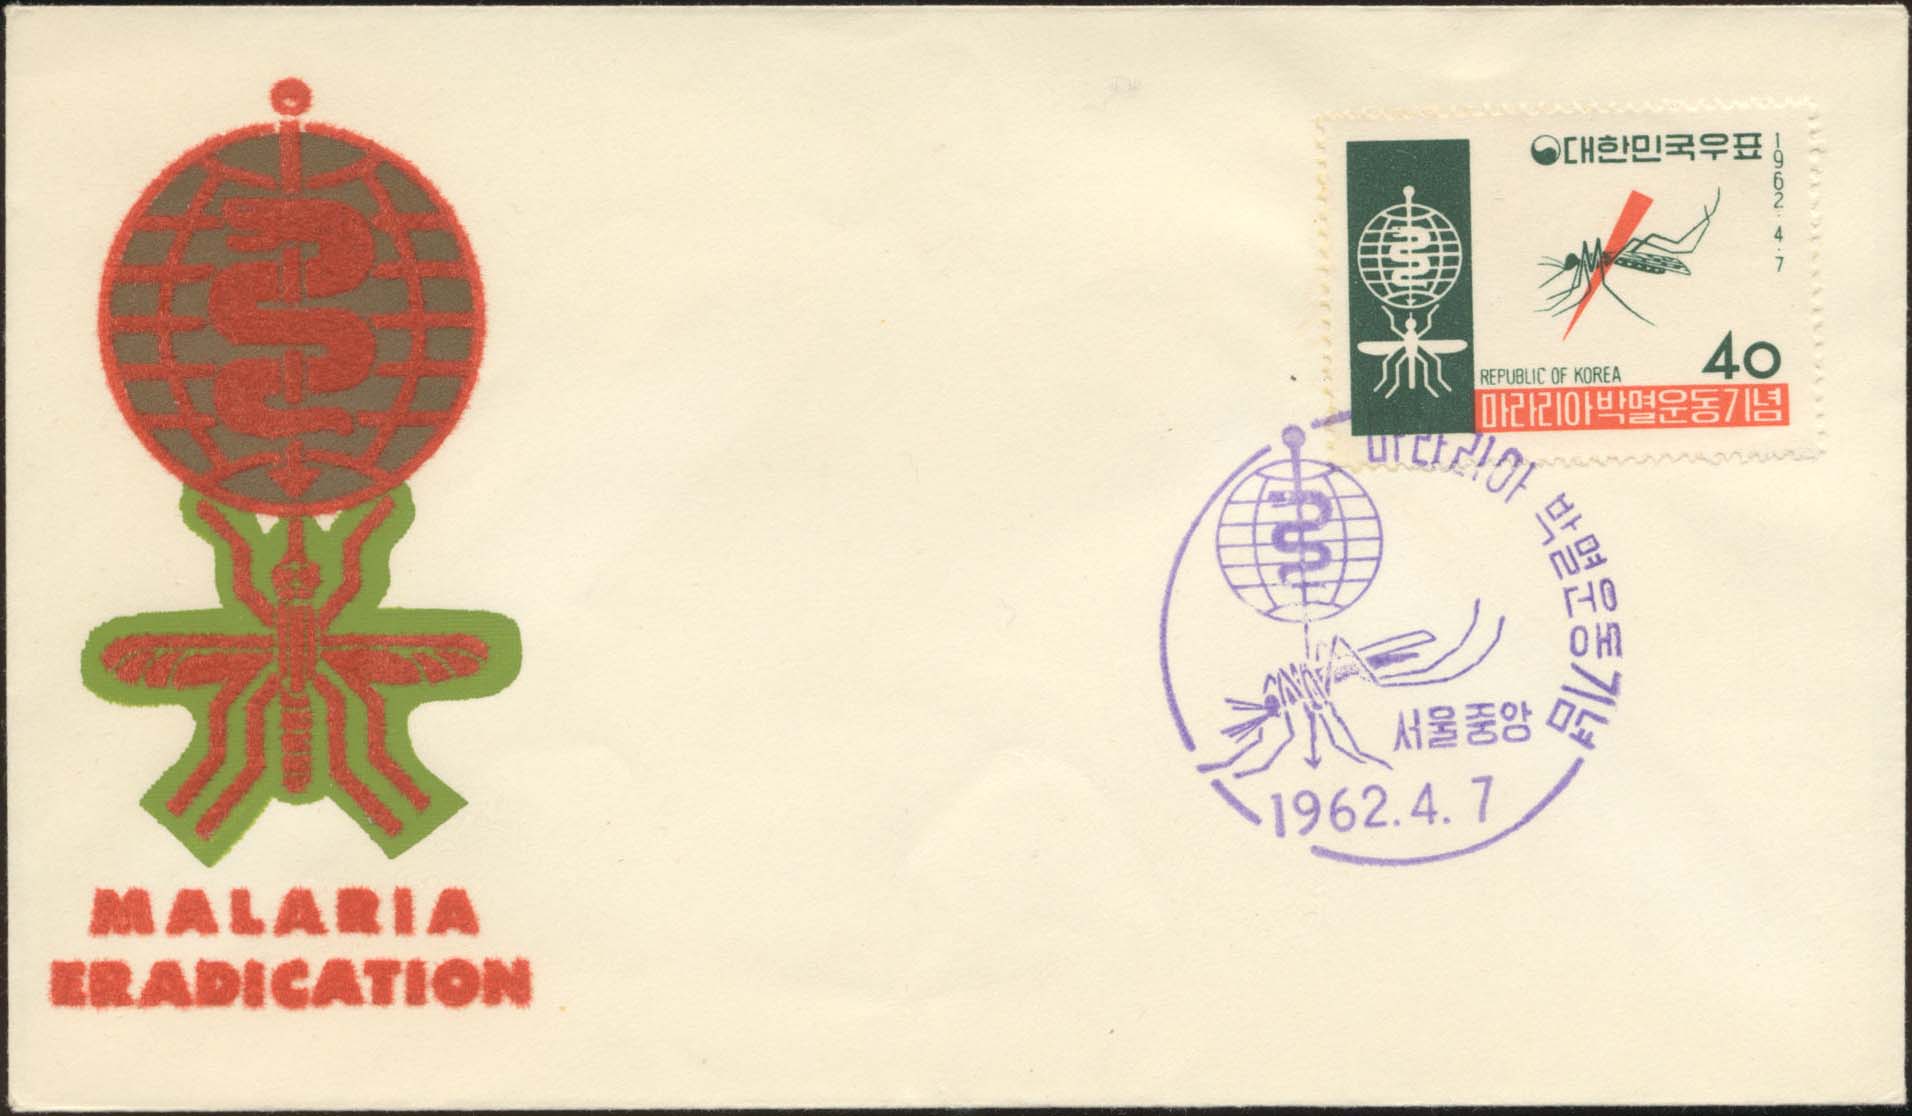 대한민국우표
1962.4.7
REPUBLIC OF KOREA
40
마라리아박멸운동기념
마라리아 박멸운동기념
서울중앙
1962.4.7
MALARIA
ERADICATION